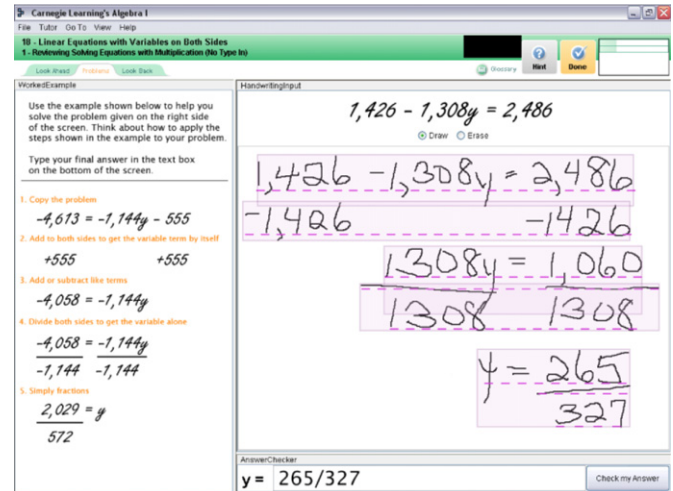 Carnegie Learning's Algebra I
File Tutor Go To View Help
18 - Linear Equations with Variables on Both Sides
1 - Reviewing Solving Equations with Multiplication (No Type In)
Look Ahead Problems Look Back
Glossary Hint Done
WorkedExample
Use the example shown below to help you
solve the problem given on the right side
of the screen. Think about how to apply the
steps shown in the example to your problem.
Type your final answer in the text box
on the bottom of the screen.
1. Copy the problem
-4,613 = -1,144y - 555
2. Add to both sides to get the variable term by itself
+555 +555
3. Add or subtract like terms
-4,058 = -1,144y
4. Divide both sides to get the variable alone
-4,058 = -1,144y
-1,144 -1,144
5. Simply fractions
2,029 = y
572
HandwritingInput
1,426 - 1,308y = 2,486
Draw Erase
1,426 -1,308y = 2,486
-1,426 -1426
1308y = 1,060
1308 1308
y = 265
327
AnswerChecker
y = 265/327
Check my Answer